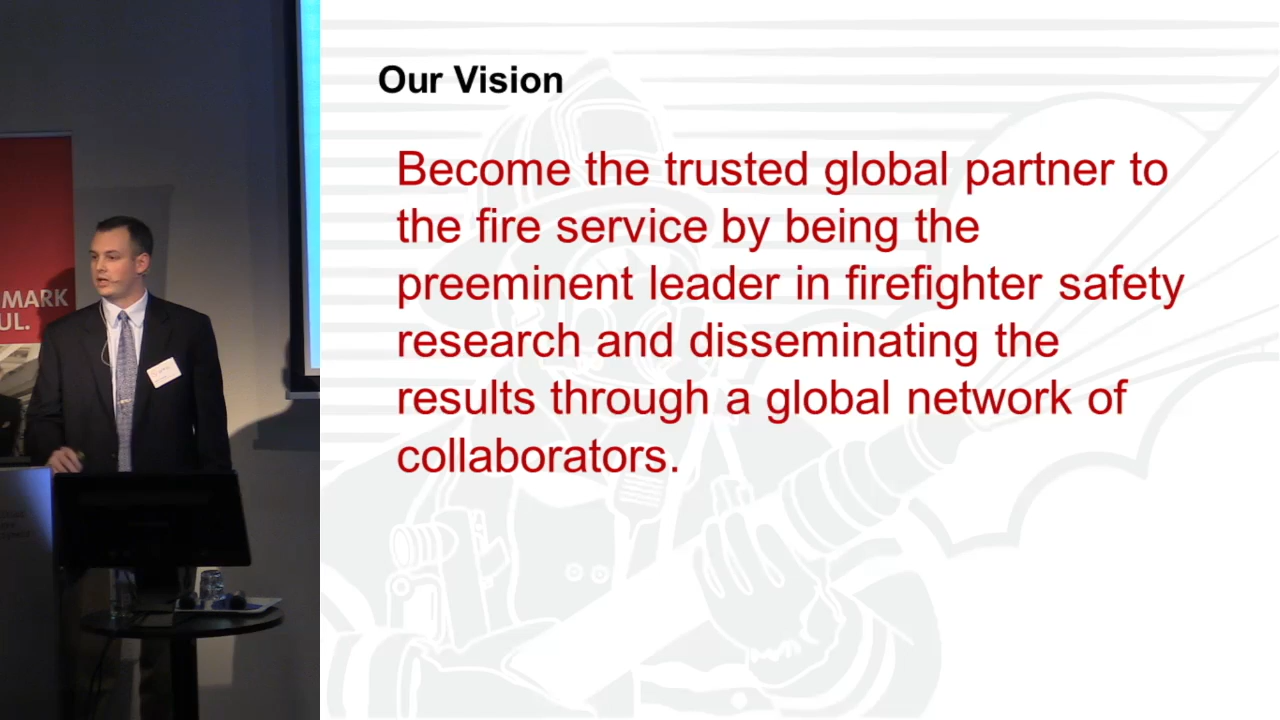 Our Vision
Become the trusted global partner to
the fire service by being the
preeminent leader in firefighter safety
research and disseminating the
results through a global network of
collaborators.
MARK
UL.